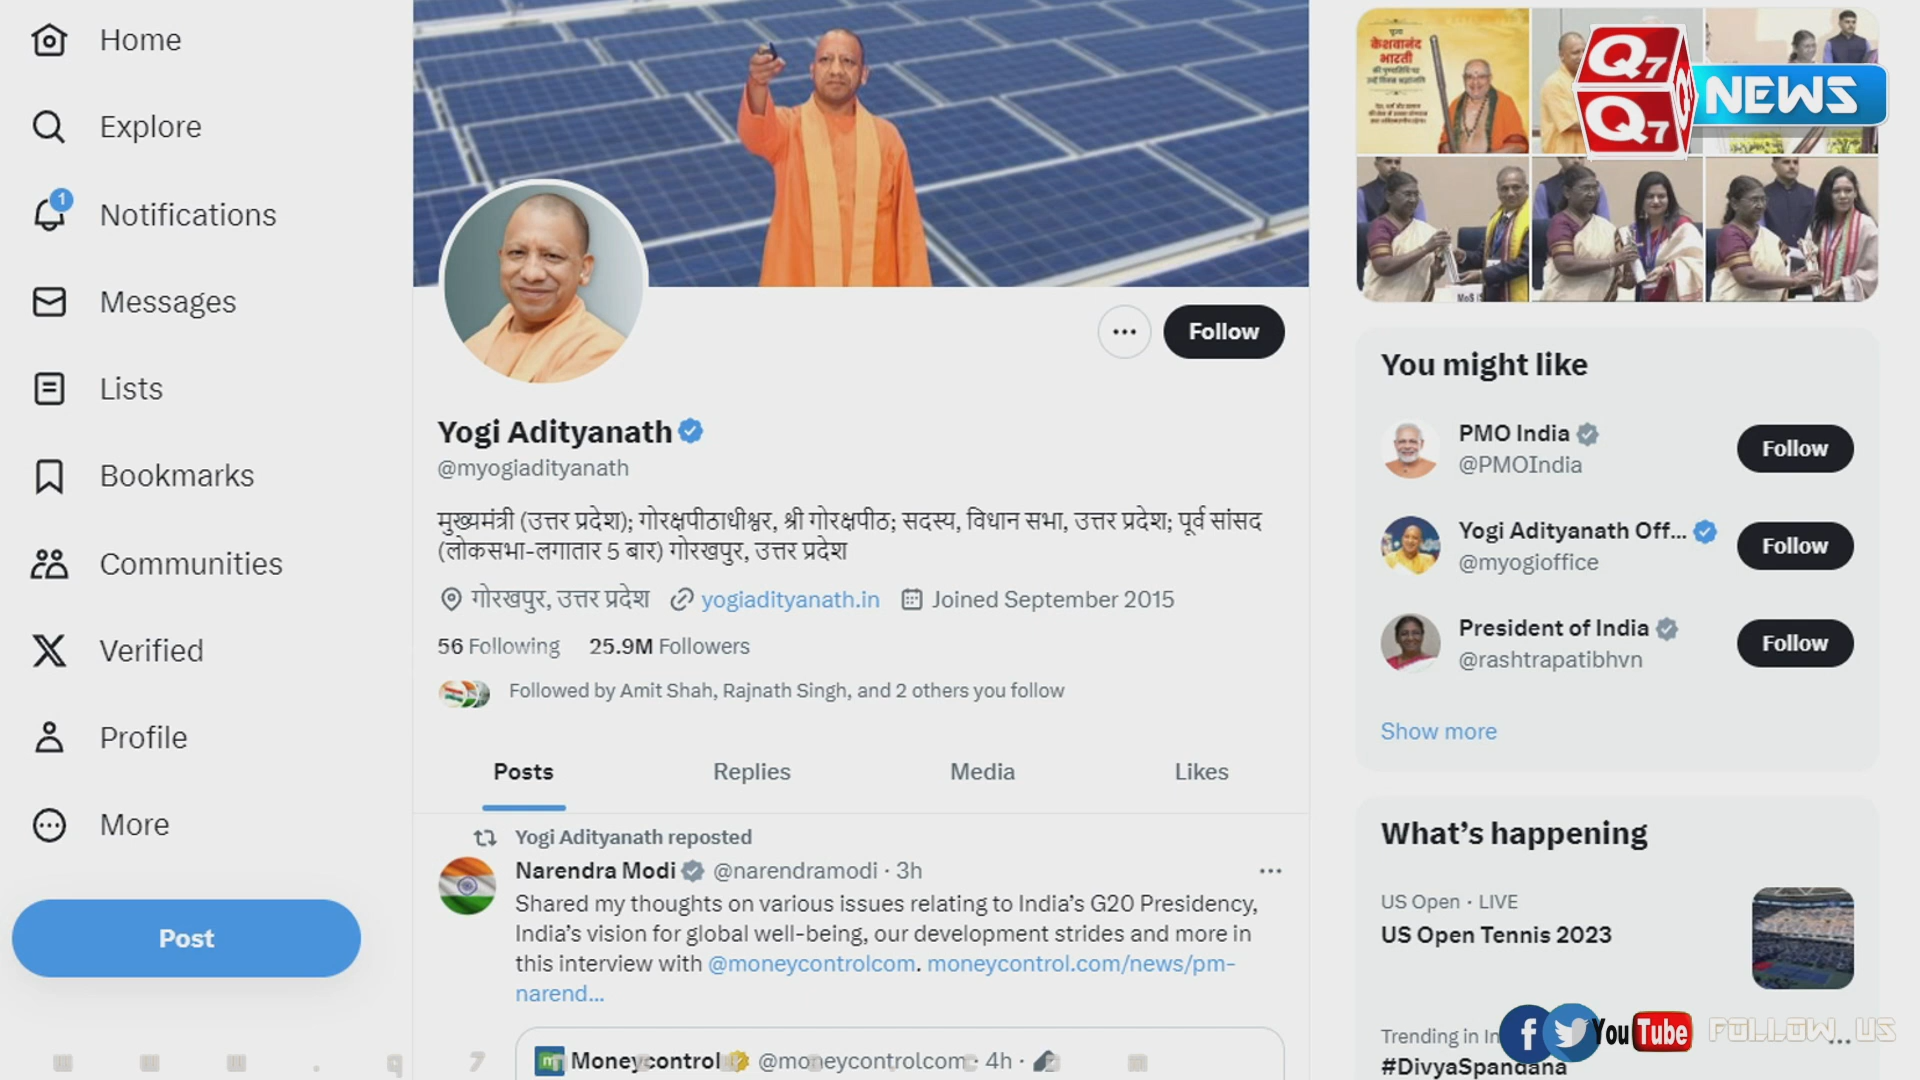 Home
Explore
1
Notifications
Messages
Lists
Bookmarks
Communities
Verified
Profile
More
Post
Follow
Yogi Adityanath
@myogiadityanath
मुख्यमंत्री (उत्तर प्रदेश); गोरक्षपीठाधीश्वर, श्री गोरक्षपीठ; सदस्य, विधान सभा, उत्तर प्रदेश; पूर्व सांसद
(लोकसभा-लगातार 5 बार) गोरखपुर, उत्तर प्रदेश
गोरखपुर, उत्तर प्रदेश yogiadityanath.in Joined September 2015
56 Following 25.9M Followers
Followed by Amit Shah, Rajnath Singh, and 2 others you follow
Posts Replies Media Likes
Yogi Adityanath reposted
Narendra Modi @narendramodi · 3h
Shared my thoughts on various issues relating to India's G20 Presidency,
India's vision for global well-being, our development strides and more in
this interview with @moneycontrolcom. moneycontrol.com/news/pm-
narend...
m Moneycontrol @moneycontrolcom · 4h ·
केशवानंद
भारती
MoS
Q7
Q7
NEWS
You might like
PMO India
@PMOIndia
Follow
Yogi Adityanath Off...
@myogioffice
Follow
President of India
@rashtrapatibhvn
Follow
Show more
What's happening
US Open · LIVE
US Open Tennis 2023
Trending in
#DivyaSpandana
f YouTube FOLLOW US